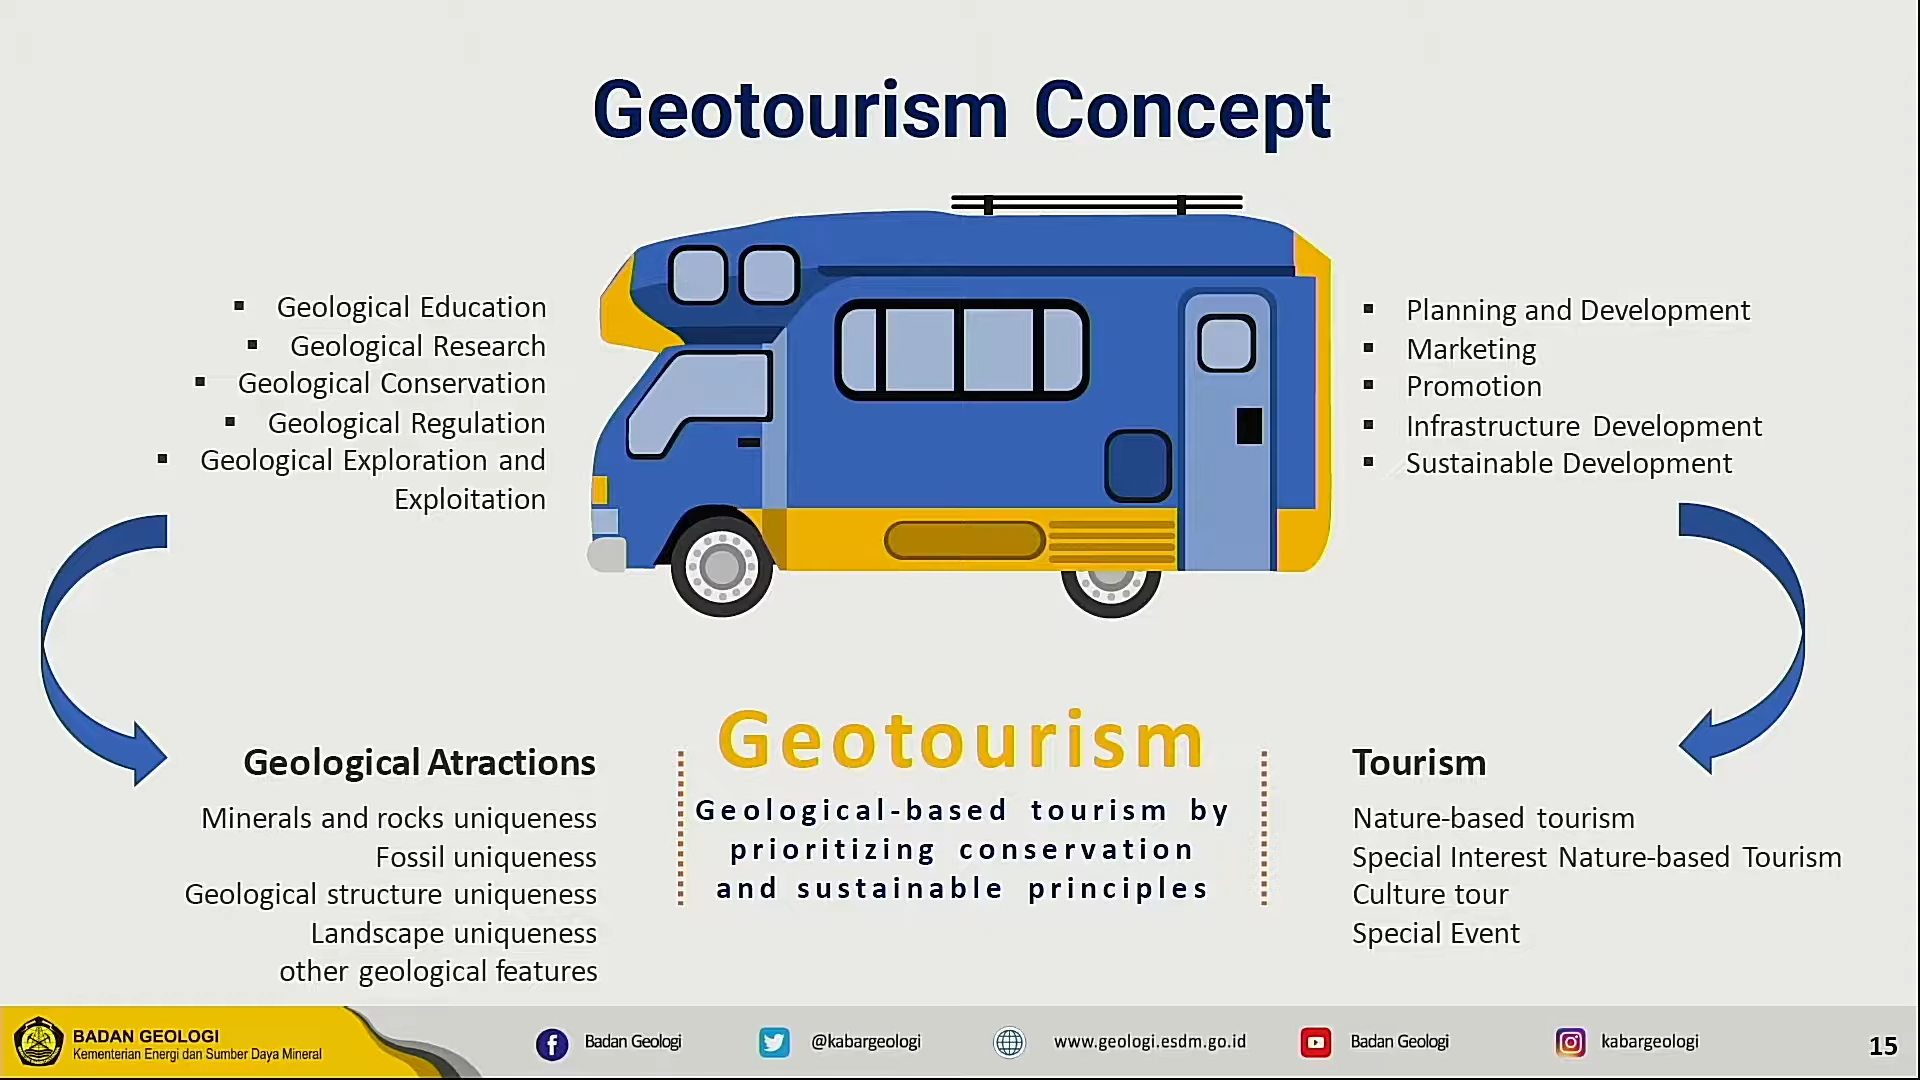 Geotourism Concept
▪ Geological Education
▪ Geological Research
▪ Geological Conservation
▪ Geological Regulation
▪ Geological Exploration and
Exploitation
▪ Planning and Development
▪ Marketing
▪ Promotion
▪ Infrastructure Development
▪ Sustainable Development
Geological Atractions
Minerals and rocks uniqueness
Fossil uniqueness
Geological structure uniqueness
Landscape uniqueness
other geological features
Geotourism
Geological-based tourism by
prioritizing conservation
and sustainable principles
Tourism
Nature-based tourism
Special Interest Nature-based Tourism
Culture tour
Special Event
BADAN GEOLOGI
Kementerian Energi dan Sumber Daya Mineral
Badan Geologi
@kabargeologi
www.geologi.esdm.go.id
Badan Geologi
kabargeologi
15